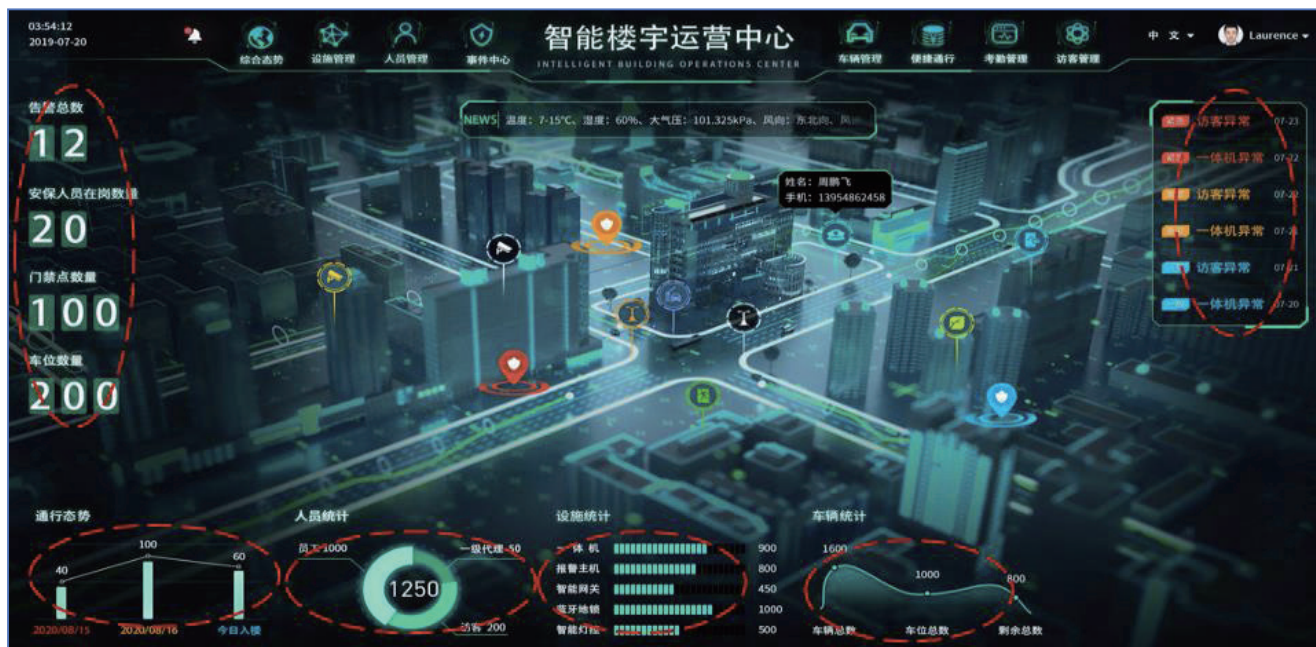 03:54:12
2019-07-20
综合态势
设施管理
人员管理
事件中心
智能楼宇运营中心
INTELLIGENT BUILDING OPERATIONS CENTER
车辆管理
便捷通行
考勤管理
访客管理
中 文
Laurence
NEWS 温度：7-15℃、湿度：60%、大气压：101.325kPa、风向：东北向、
告警总数
12
安保人员在岗数量
20
门禁点数量
100
车位数量
200
姓名：周鹏飞
手机：13954862458
访客异常 07-23
一体机异常 07-22
访客异常 07-22
一体机异常 07-21
访客异常 07-21
一体机异常 07-20
通行态势
40
100
60
2020/08/15
2020/08/16
今日入楼
人员统计
员工 1000
一级代理 50
1250
访客 200
设施统计
一 体 机 900
报警主机 800
智能网关 450
蓝牙地锁 1000
智能灯控 500
车辆统计
1600
1000
800
车辆总数
车位总数
剩余总数